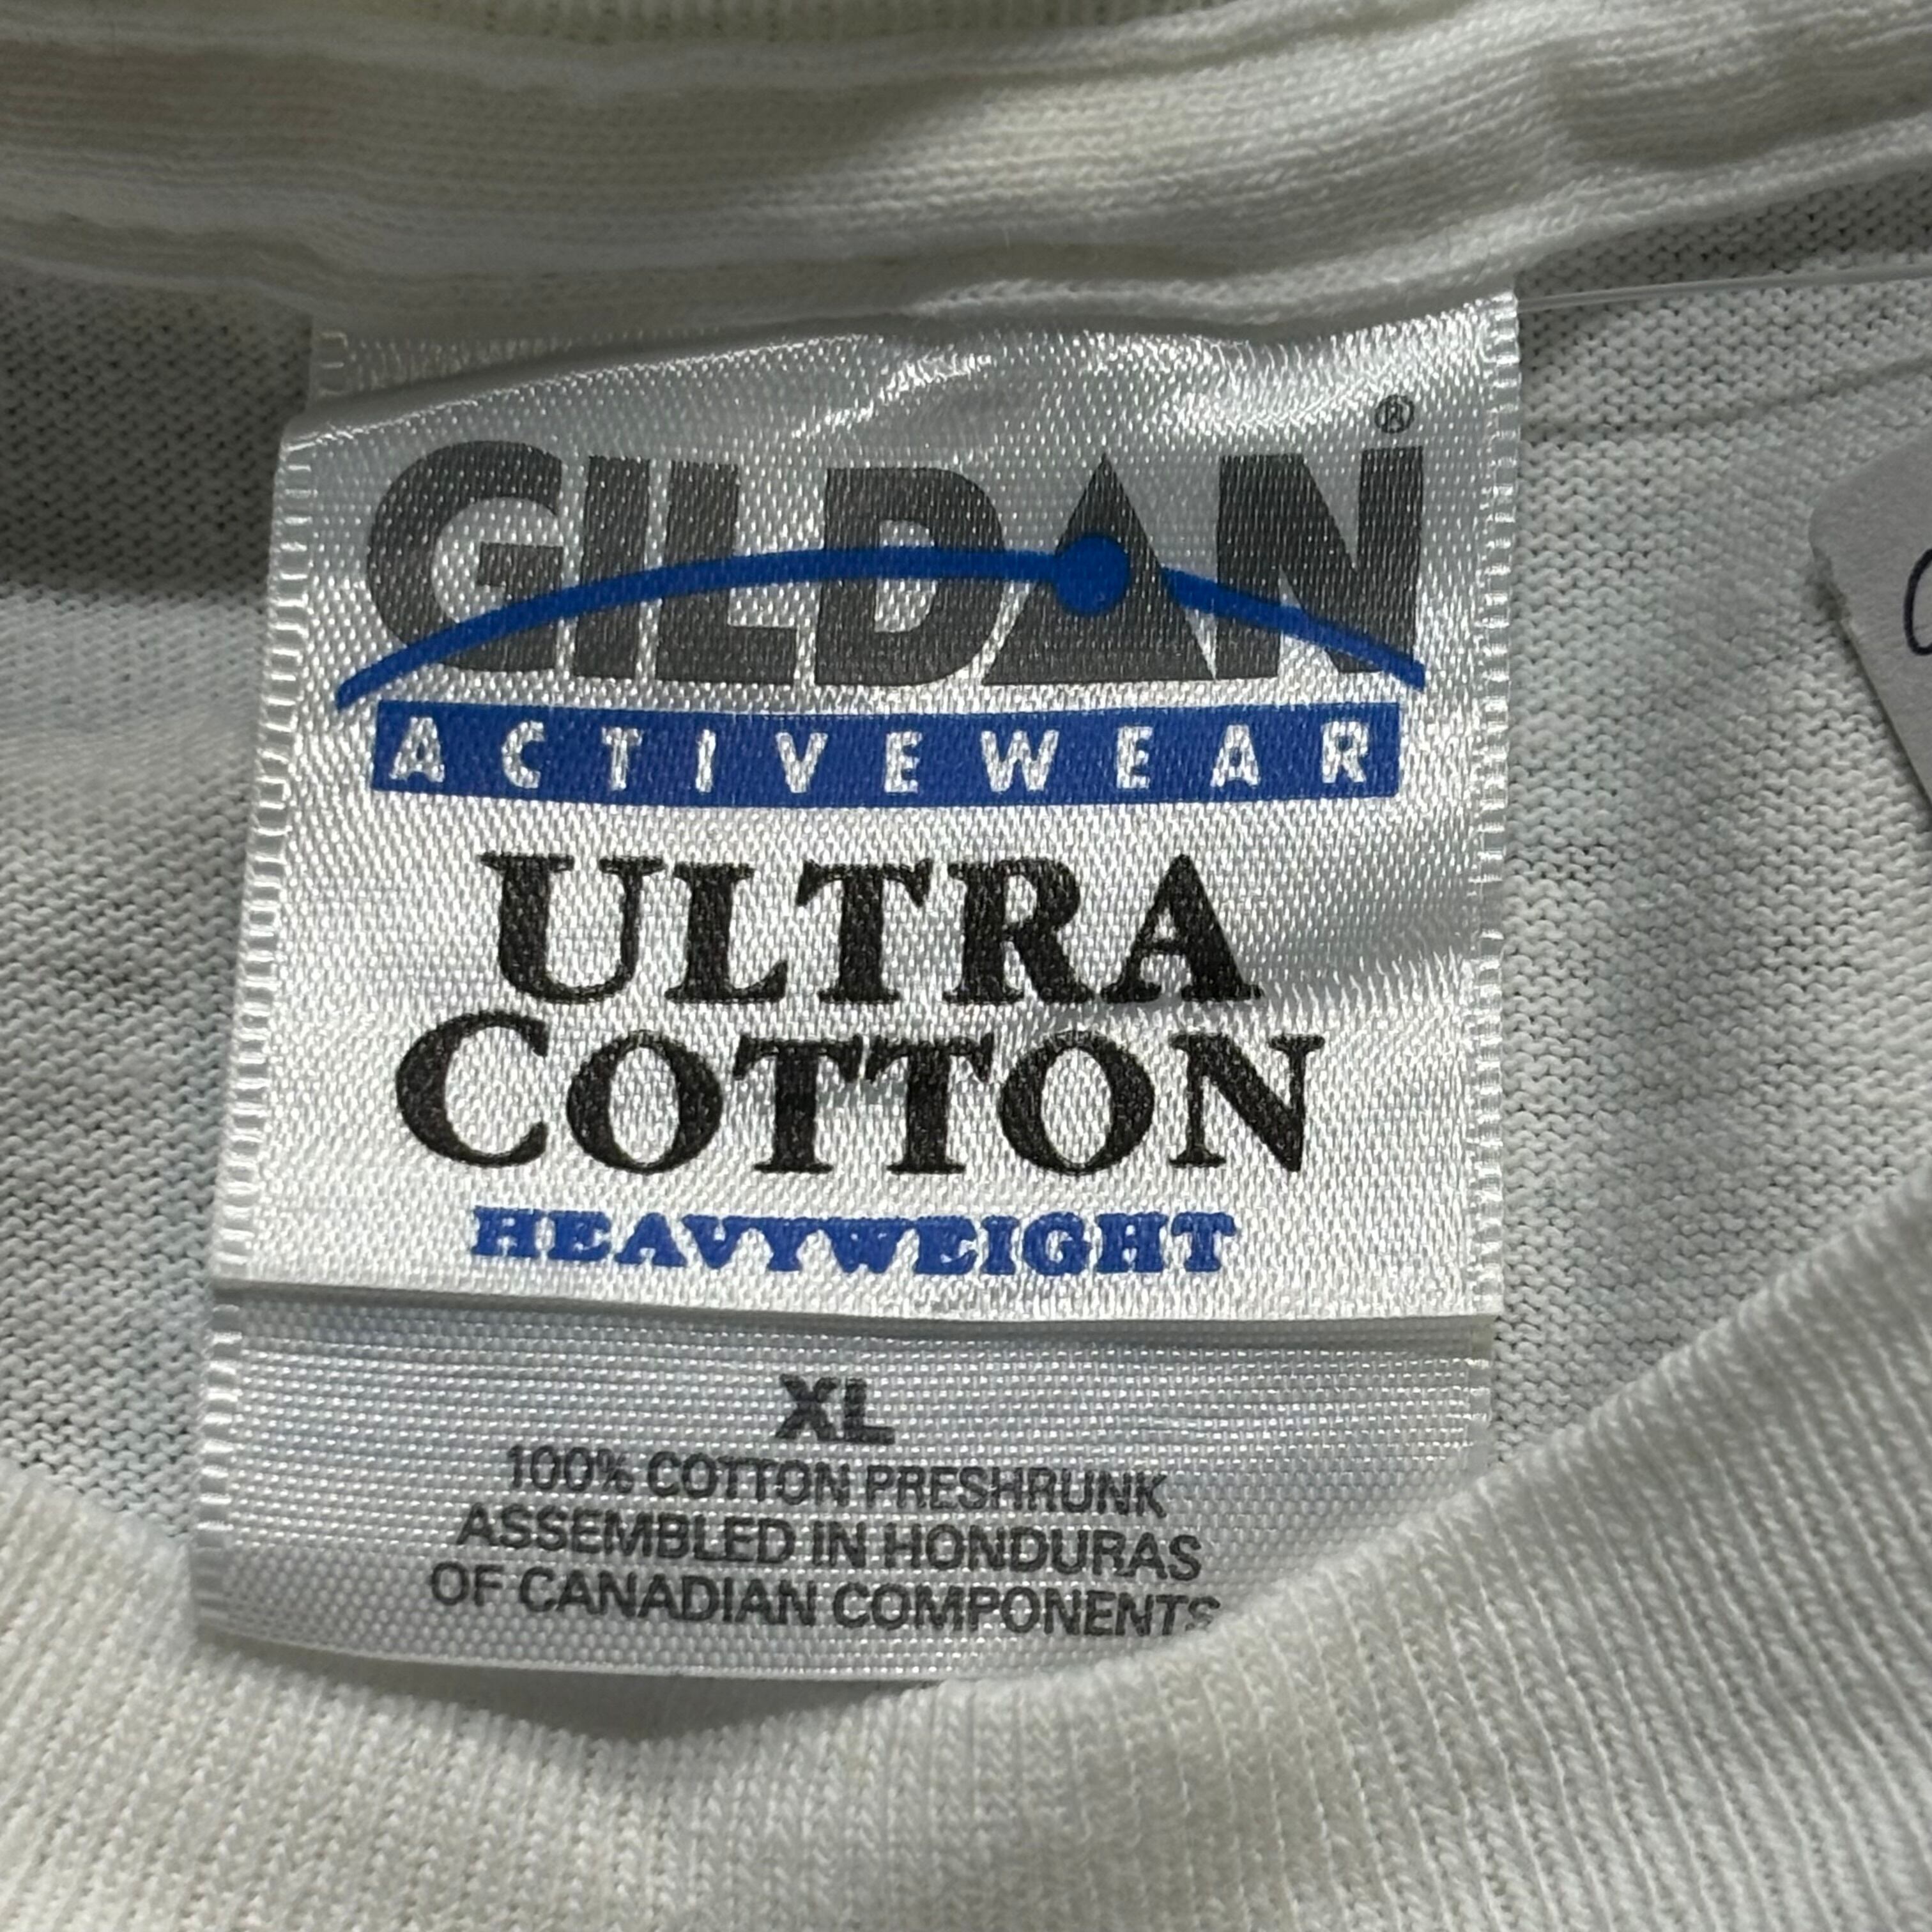 GILDAN®
ACTIVEWEAR
ULTRA
COTTON
HEAVYWEIGHT
XL
100% COTTON PRESHRUNK
ASSEMBLED IN HONDURAS
OF CANADIAN COMPONENTS